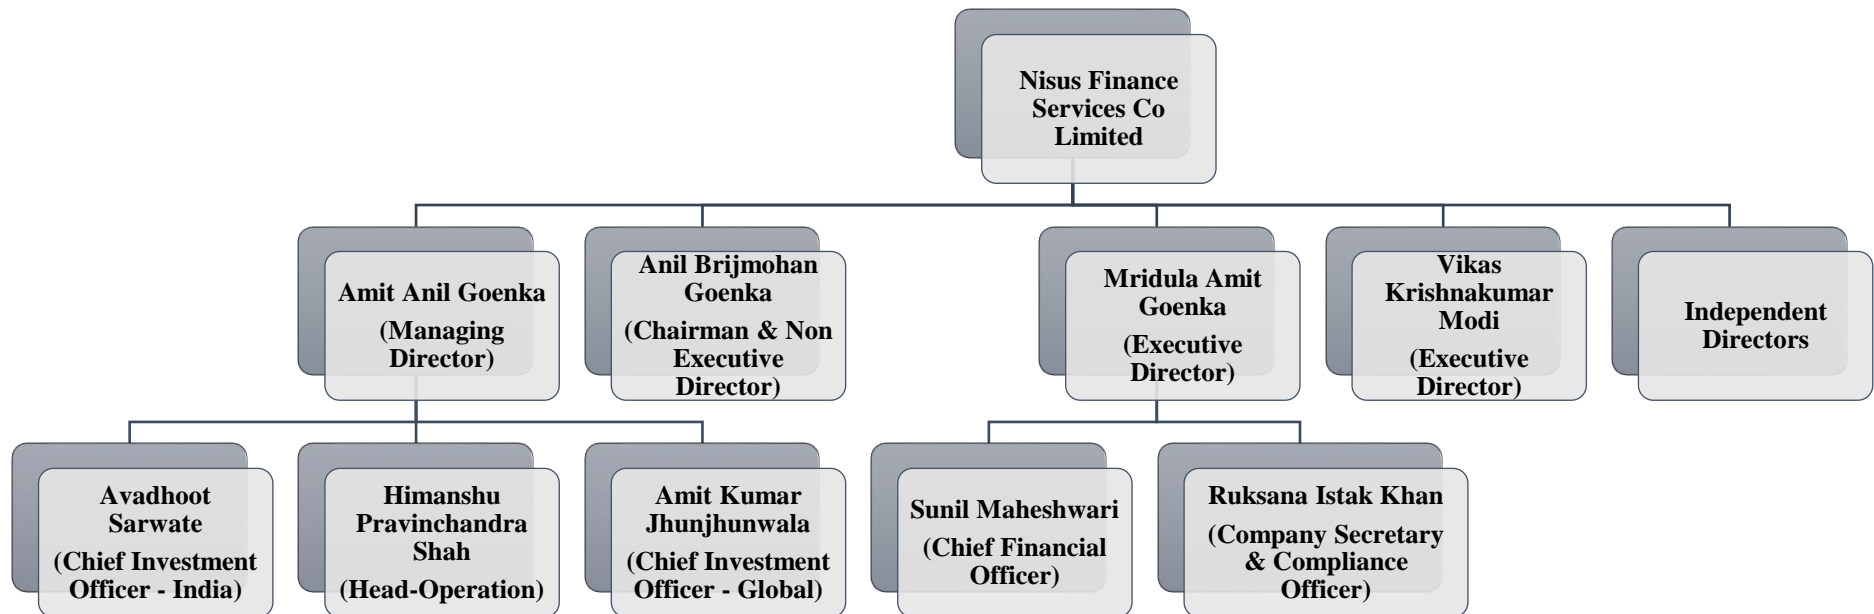 Nisus Finance
Services Co
Limited
Amit Anil Goenka
(Managing
Director)
Anil Brijmohan
Goenka
(Chairman & Non
Executive
Director)
Mridula Amit
Goenka
(Executive
Director)
Vikas
Krishnakumar
Modi
(Executive
Director)
Independent
Directors
Avadhoot
Sarwate
(Chief Investment
Officer - India)
Himanshu
Pravinchandra
Shah
(Head-Operation)
Amit Kumar
Jhunjhunwala
(Chief Investment
Officer - Global)
Sunil Maheshwari
(Chief Financial
Officer)
Ruksana Istak Khan
(Company Secretary
& Compliance
Officer)